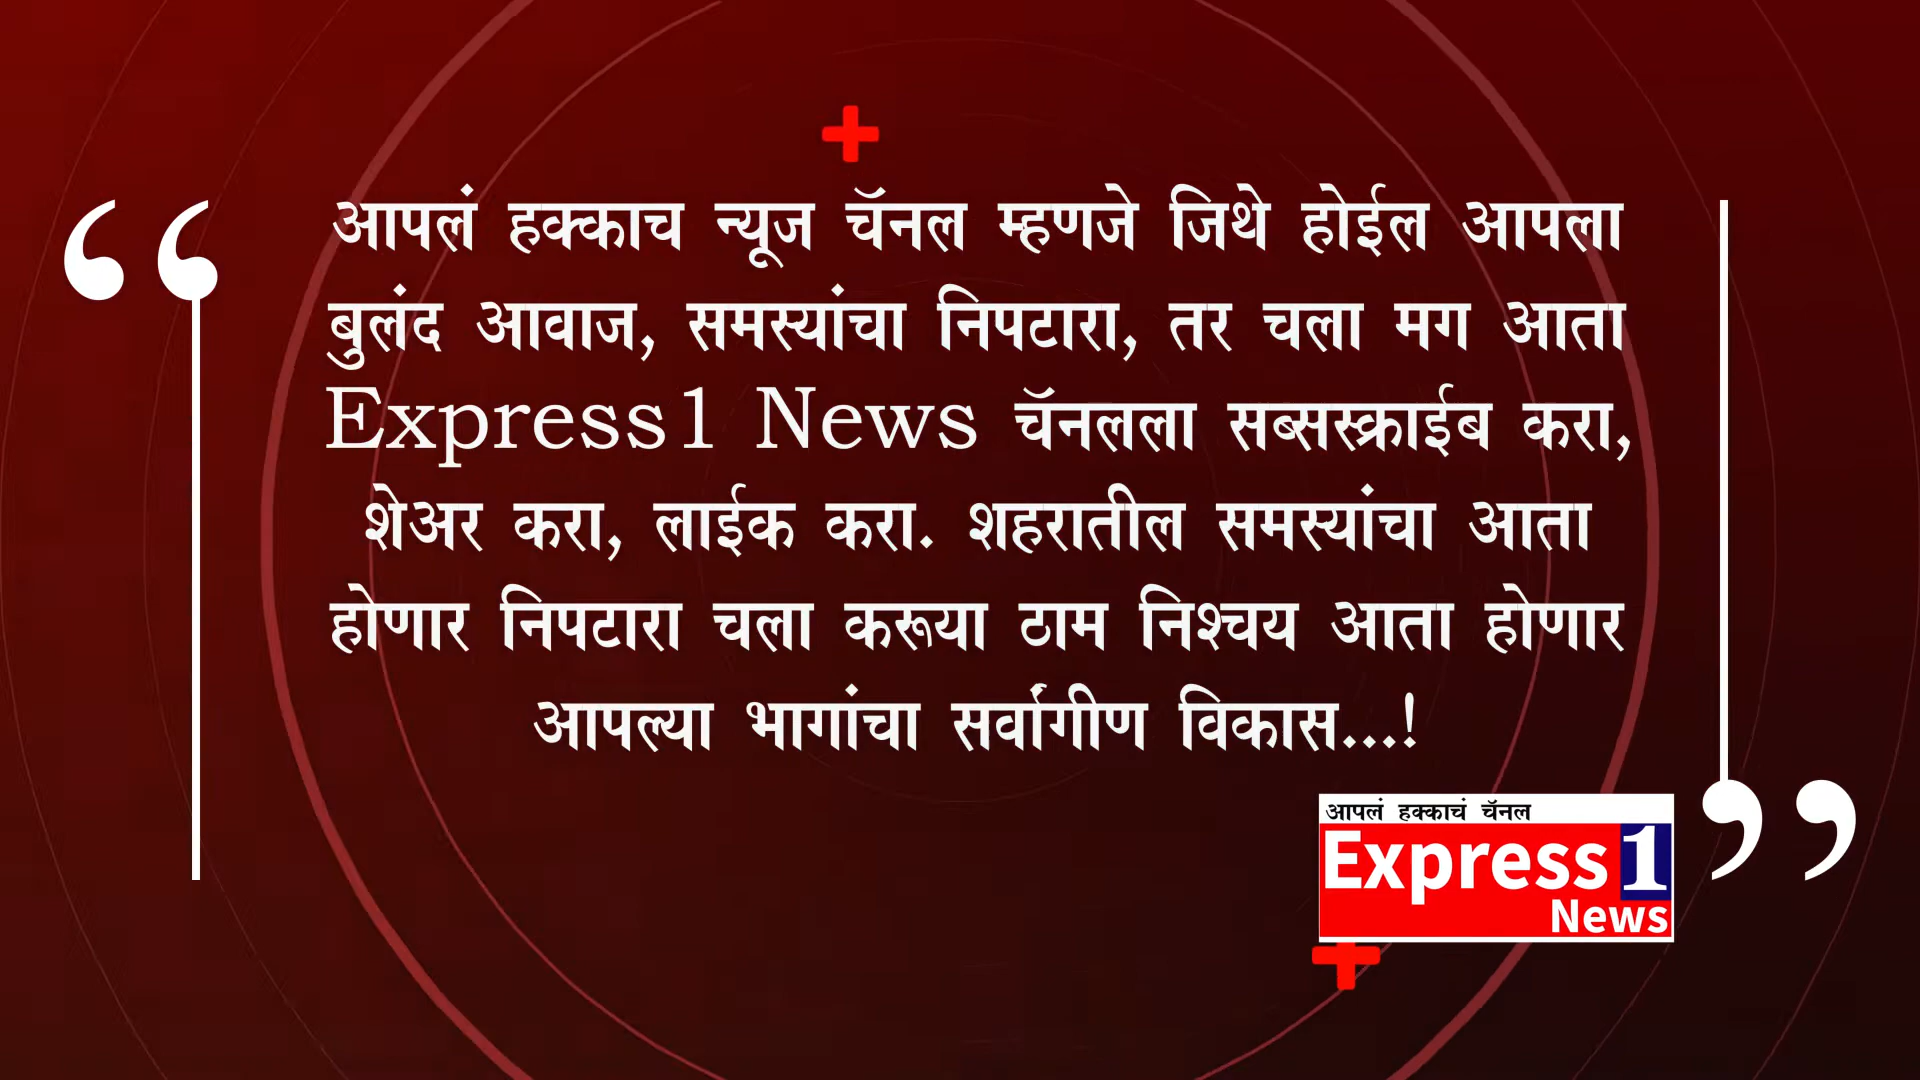 आपलं हक्काच न्यूज चॅनल म्हणजे जिथे होईल आपला
बुलंद आवाज, समस्यांचा निपटारा, तर चला मग आता
Express1 News चॅनलला सब्सस्क्राईब करा,
शेअर करा, लाईक करा. शहरातील समस्यांचा आता
होणार निपटारा चला करूया ठाम निश्चय आता होणार
आपल्या भागांचा सर्वांगीण विकास...!
आपलं हक्काचं चॅनल
Express1
News